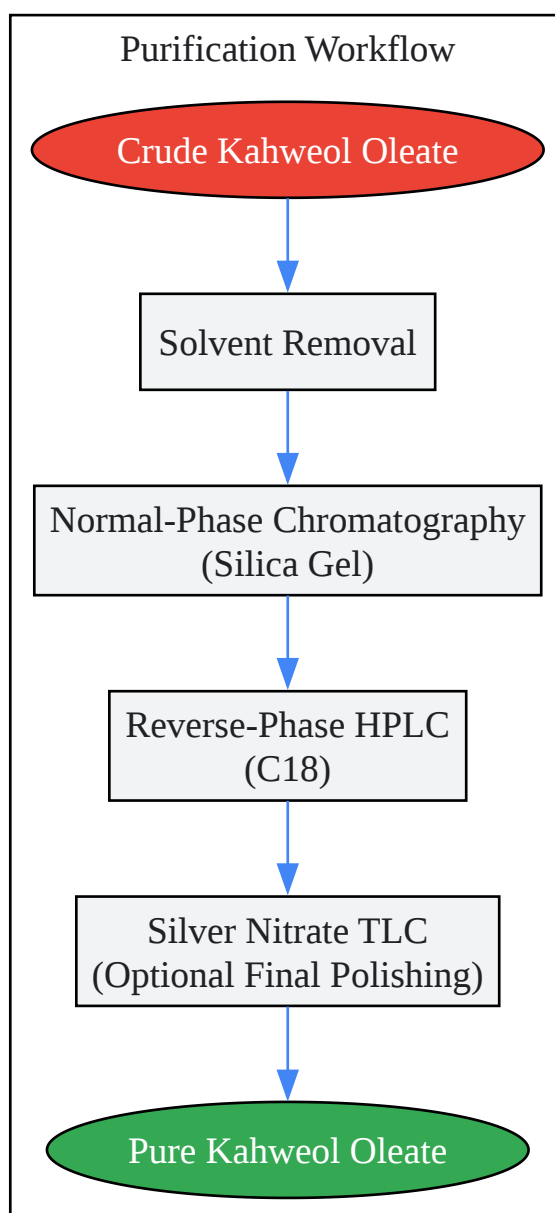 Purification Workflow
Crude Kahweol Oleate
Solvent Removal
Normal-Phase Chromatography
(Silica Gel)
Reverse-Phase HPLC
(C18)
Silver Nitrate TLC
(Optional Final Polishing)
Pure Kahweol Oleate